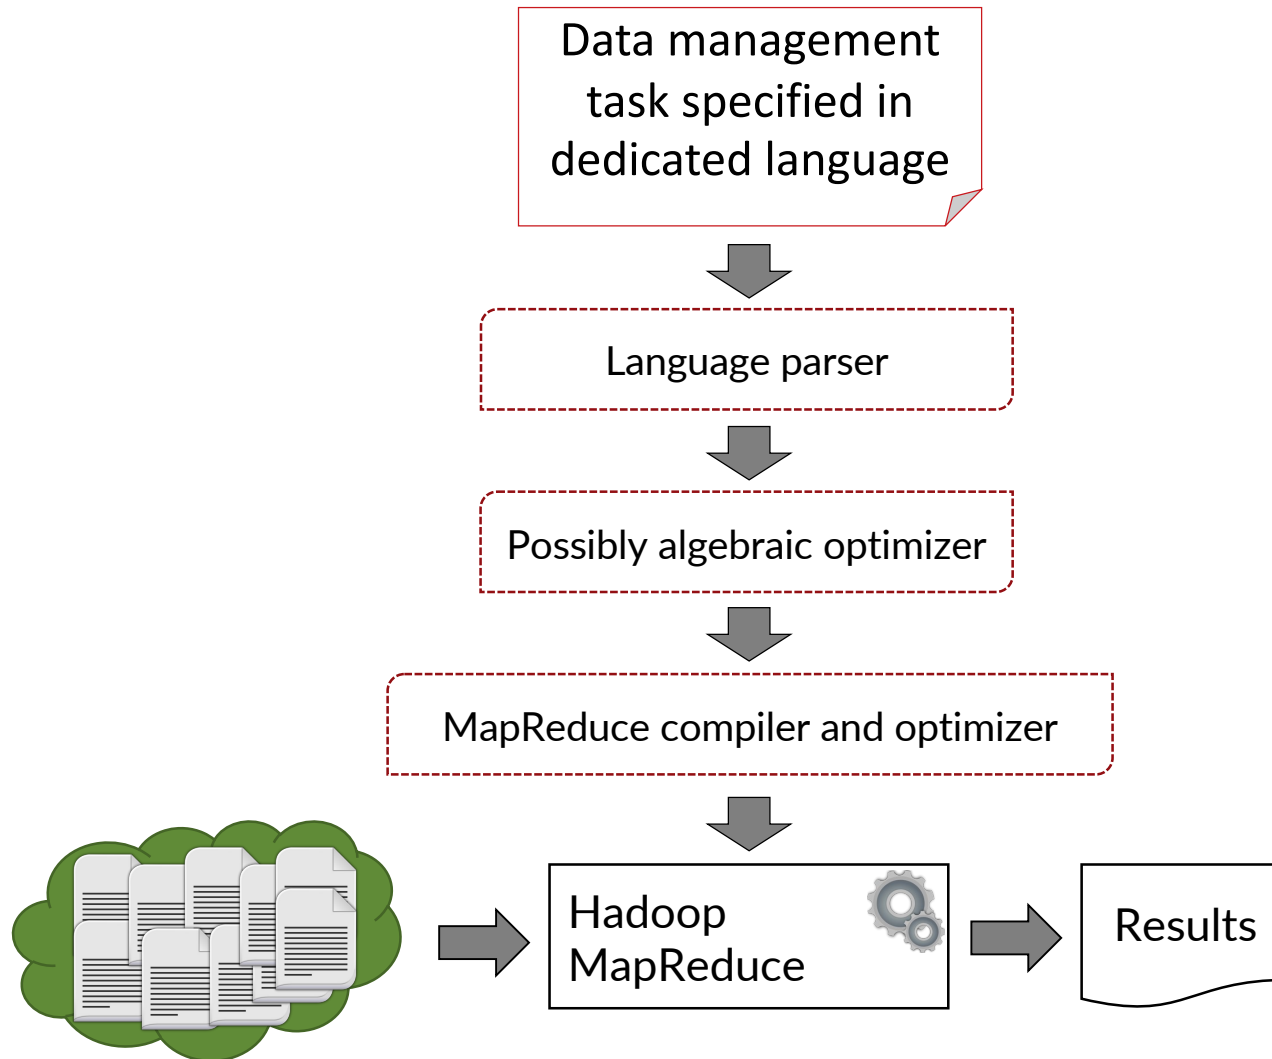 Data management
task specified in
dedicated language
Language parser
Possibly algebraic optimizer
MapReduce compiler and optimizer
Hadoop
MapReduce
Results